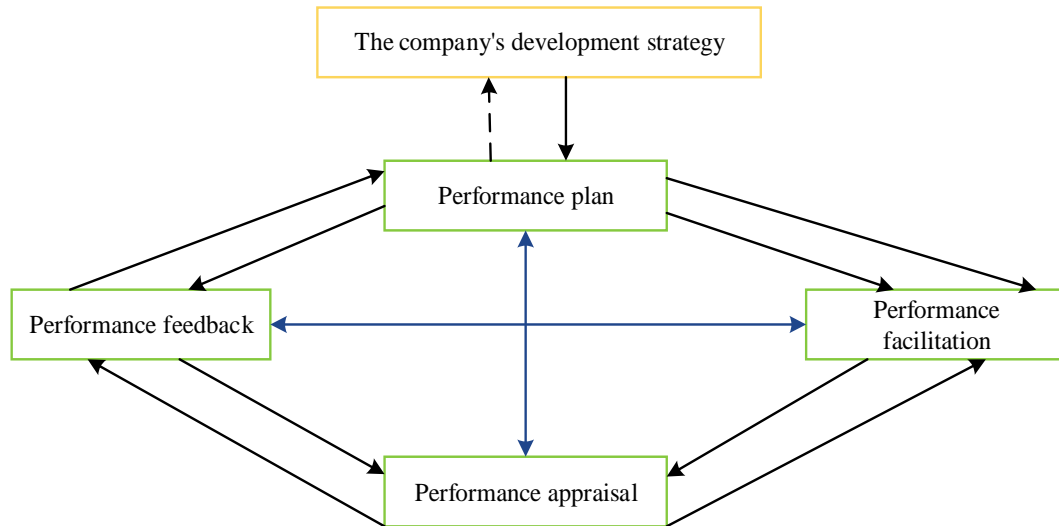 The company's development strategy
Performance plan
Performance feedback
Performance
facilitation
Performance appraisal